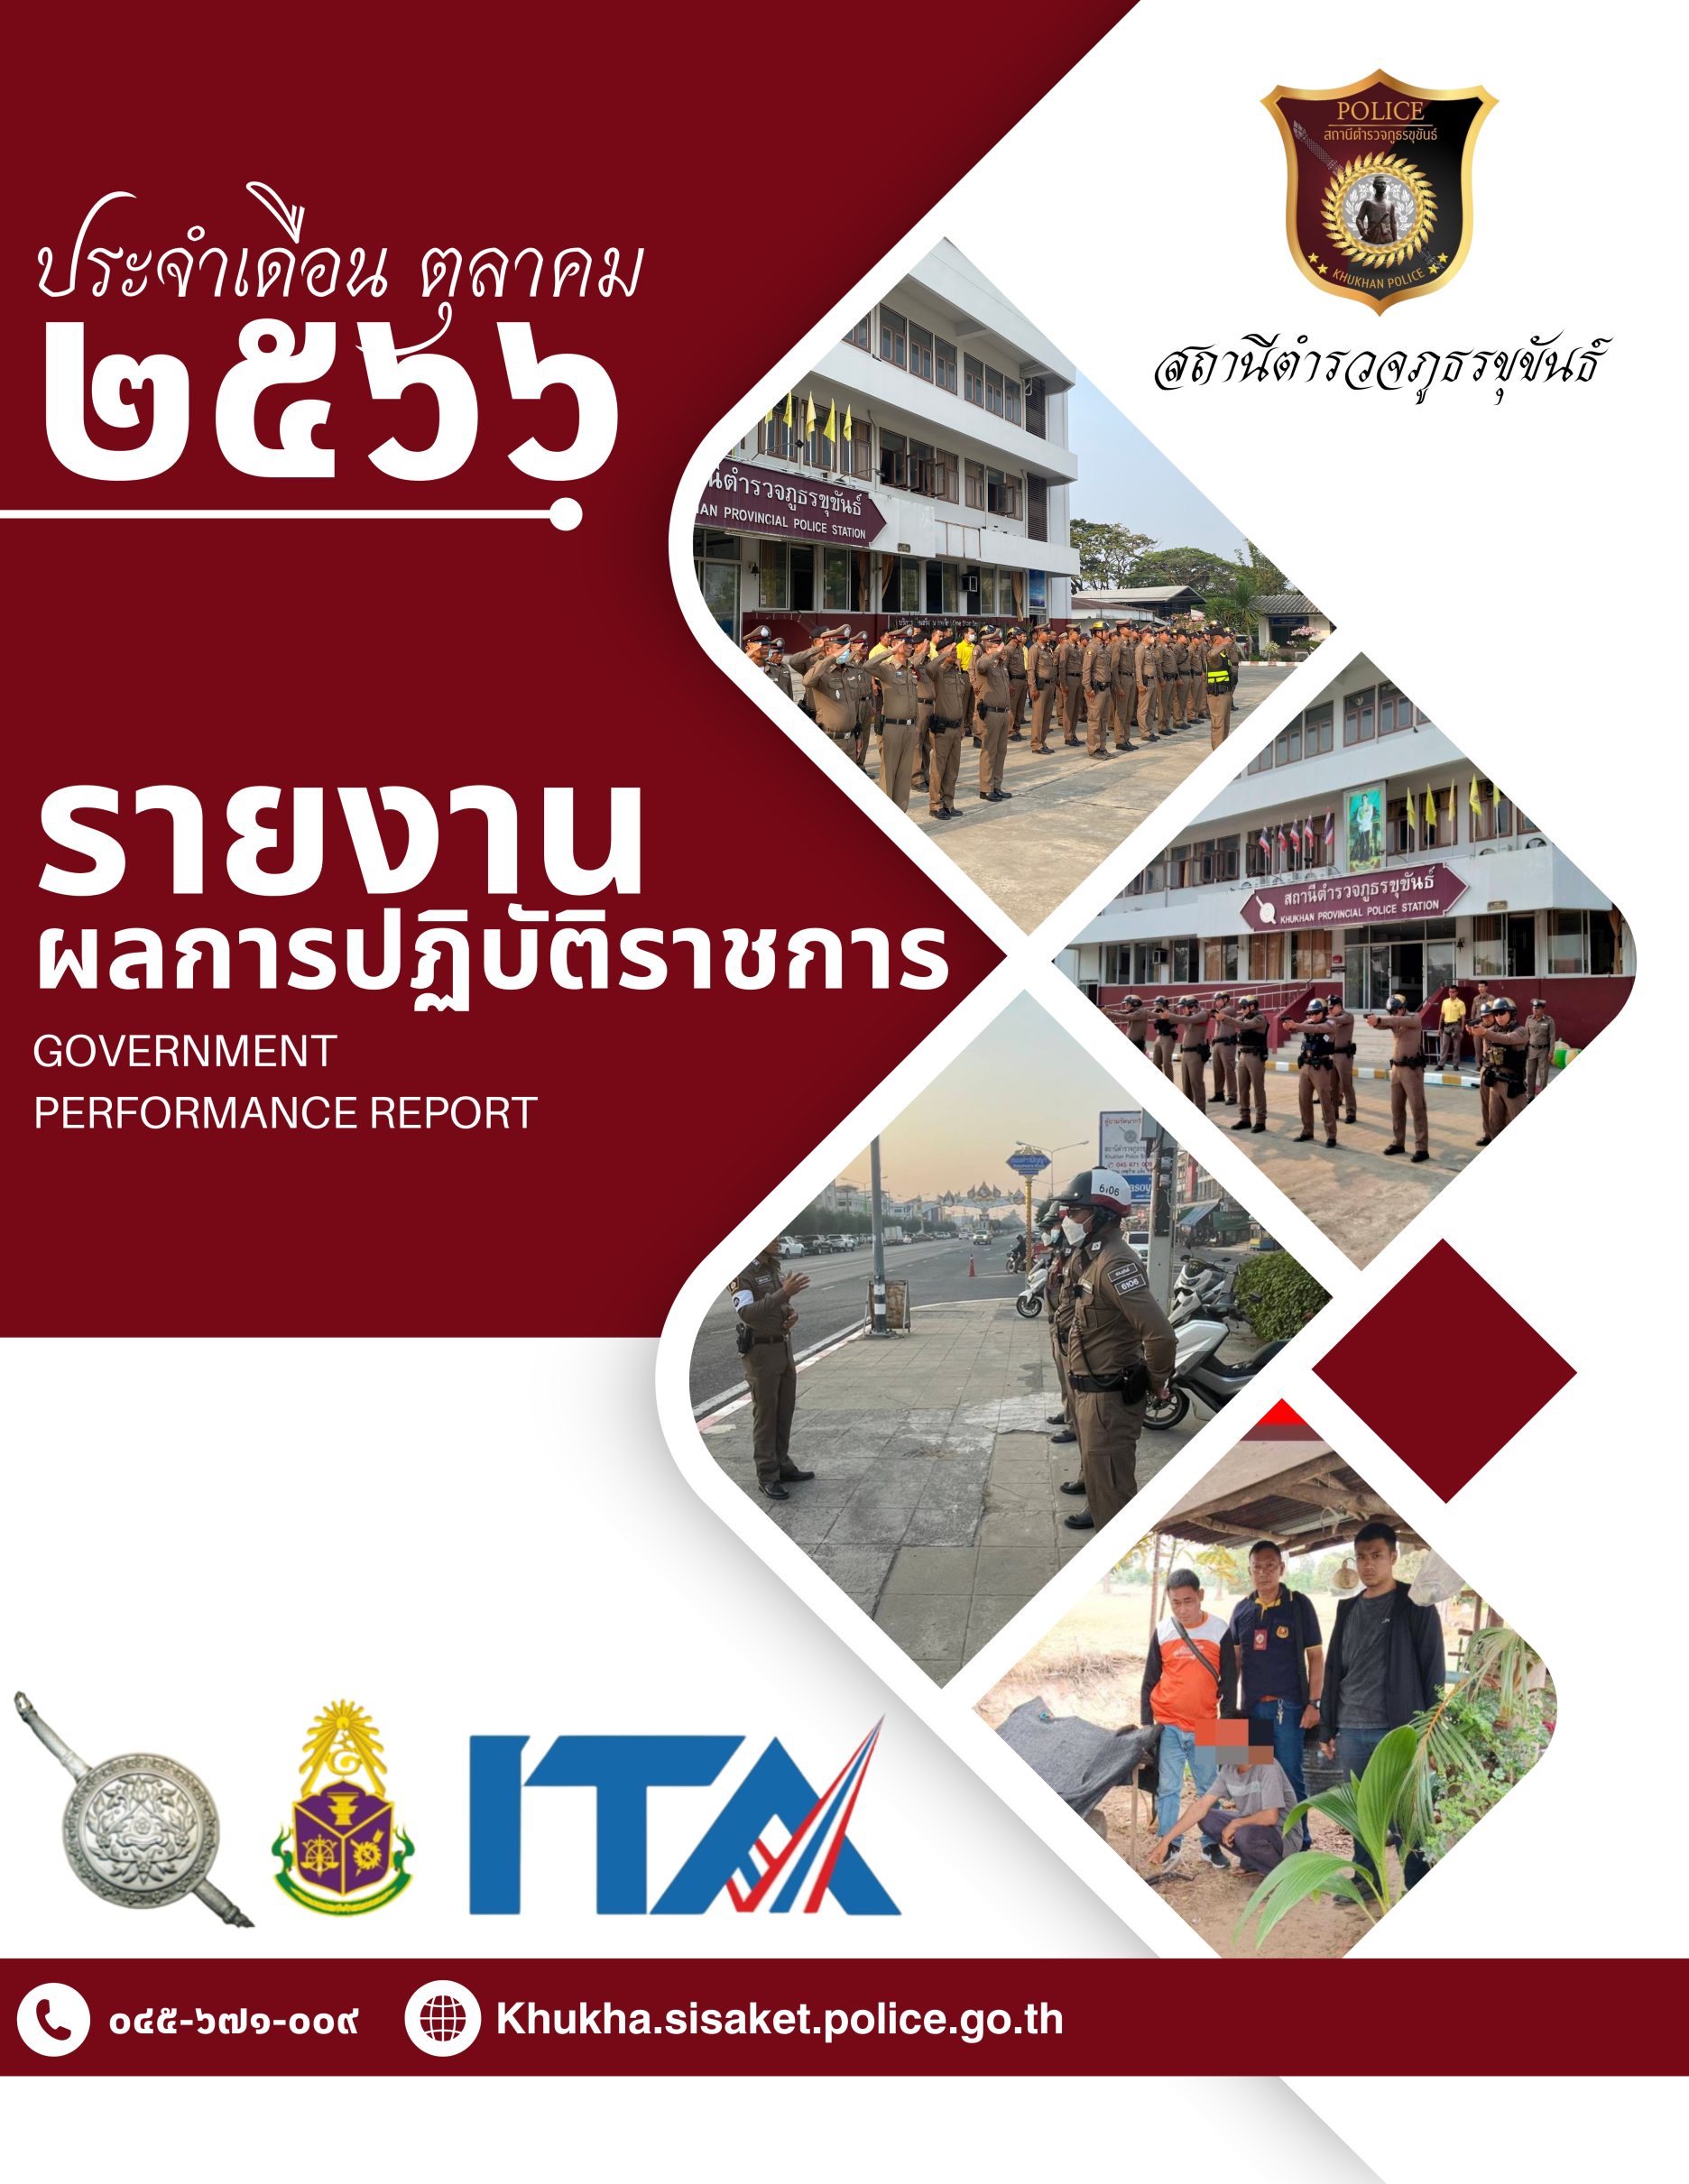 POLICE
สถานีตำรวจภูธรขุขันธ์
KHUKHAN POLICE
สถานีตำรวจภูธรขุขันธ์
ประจำเดือน ตุลาคม
๒๕๖๖
นีตำรวจภูธรขุขันธ์
AN PROVINCIAL POLICE STATION
รายงาน
ผลการปฏิบัติราชการ
GOVERNMENT
PERFORMANCE REPORT
สถานีตำรวจภูธรขุขันธ์
KHUKHAN PROVINCIAL POLICE STATION
6106
6106
ITA
๐๔๕-๖๗๑-๐๐๙
Khukha.sisaket.police.go.th